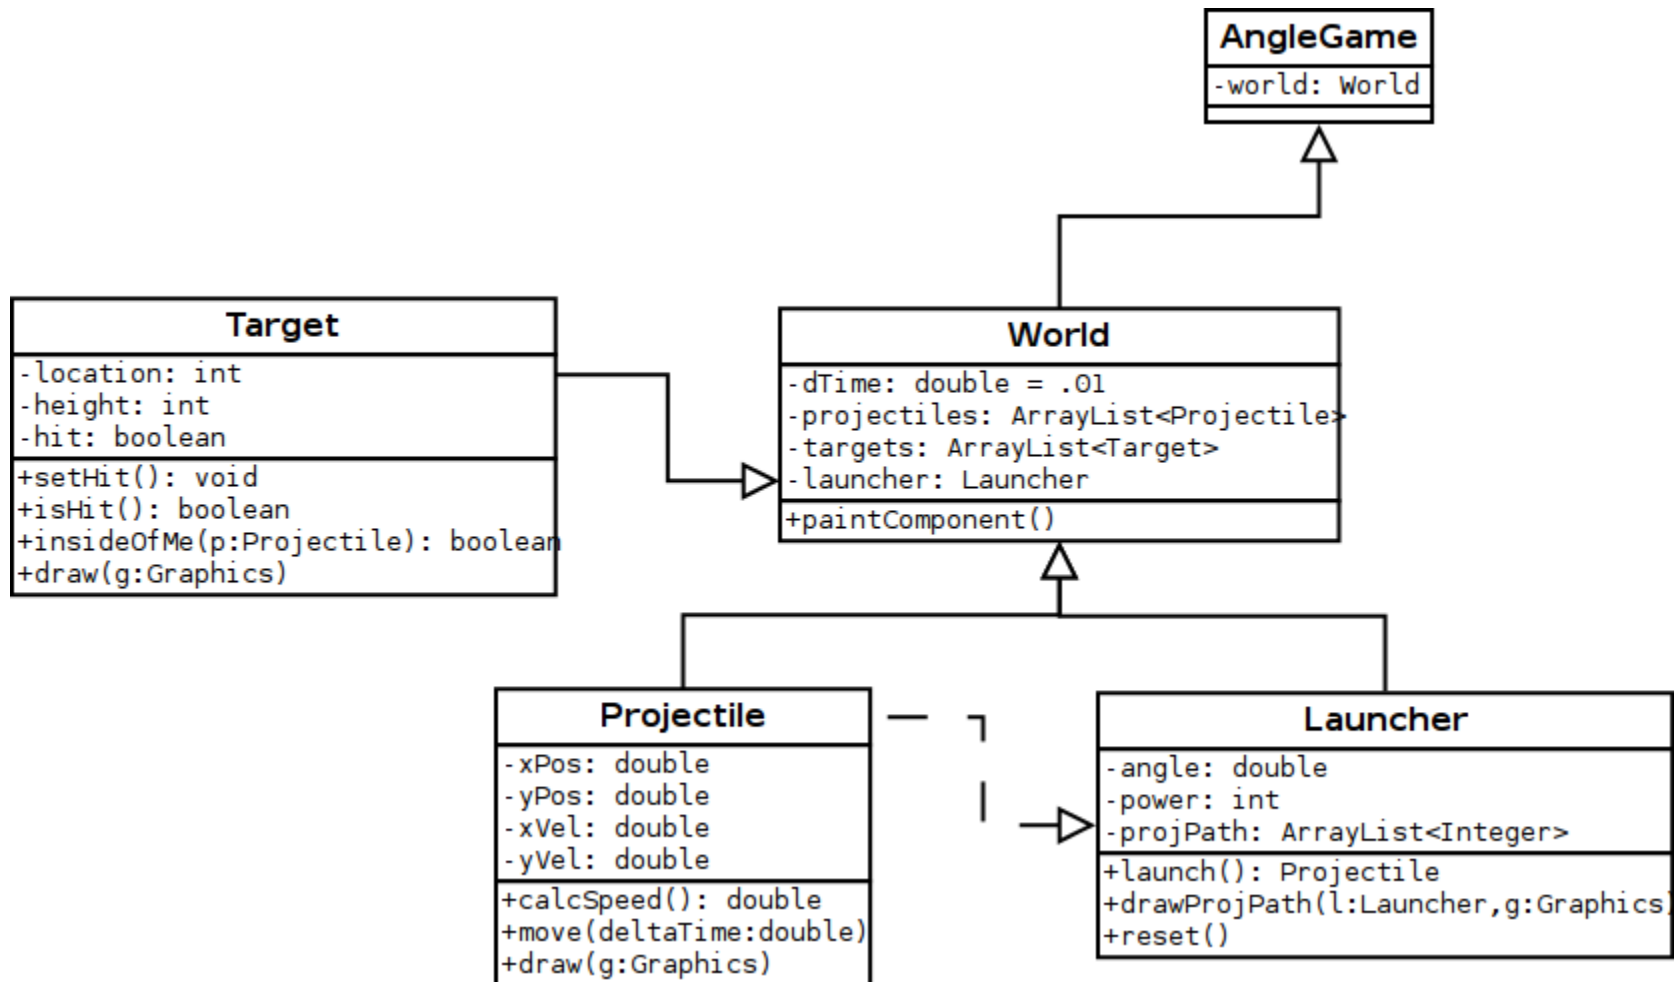 AngleGame
-world: World
Target
-location: int
-height: int
-hit: boolean
+setHit(): void
+isHit(): boolean
+insideOfMe(p:Projectile): boolean
+draw(g:Graphics)
World
-dTime: double = .01
-projectiles: ArrayList<Projectile>
-targets: ArrayList<Target>
-launcher: Launcher
+paintComponent()
Projectile
-xPos: double
-yPos: double
-xVel: double
-yVel: double
+calcSpeed(): double
+move(deltaTime:double)
+draw(g:Graphics)
Launcher
-angle: double
-power: int
-projPath: ArrayList<Integer>
+launch(): Projectile
+drawProjPath(l:Launcher,g:Graphics)
+reset()